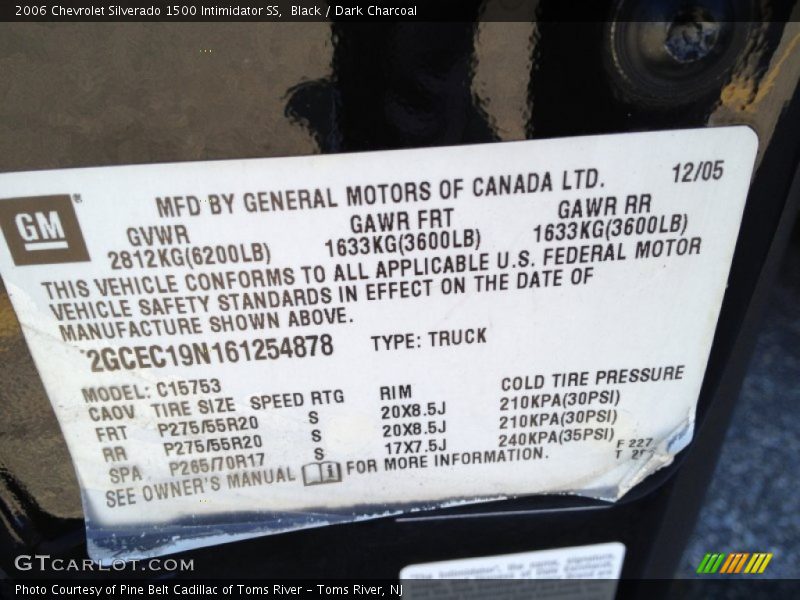 2006 Chevrolet Silverado 1500 Intimidator SS, Black / Dark Charcoal
GM
MFD BY GENERAL MOTORS OF CANADA LTD. 12/05
GVWR GAWR FRT GAWR RR
2812KG(6200LB) 1633KG(3600LB) 1633KG(3600LB)
THIS VEHICLE CONFORMS TO ALL APPLICABLE U.S. FEDERAL MOTOR
VEHICLE SAFETY STANDARDS IN EFFECT ON THE DATE OF
MANUFACTURE SHOWN ABOVE.
2GCEC19N161254878 TYPE: TRUCK
MODEL: C15753
CAOV TIRE SIZE SPEED RTG RIM COLD TIRE PRESSURE
FRT P275/55R20 S 20X8.5J 210KPA(30PSI)
RR P275/55R20 S 20X8.5J 210KPA(30PSI)
SPA P265/70R17 S 17X7.5J 240KPA(35PSI)
SEE OWNER'S MANUAL FOR MORE INFORMATION.
F 227
T
GTCARLOT.COM
Photo Courtesy of Pine Belt Cadillac of Toms River – Toms River, NJ